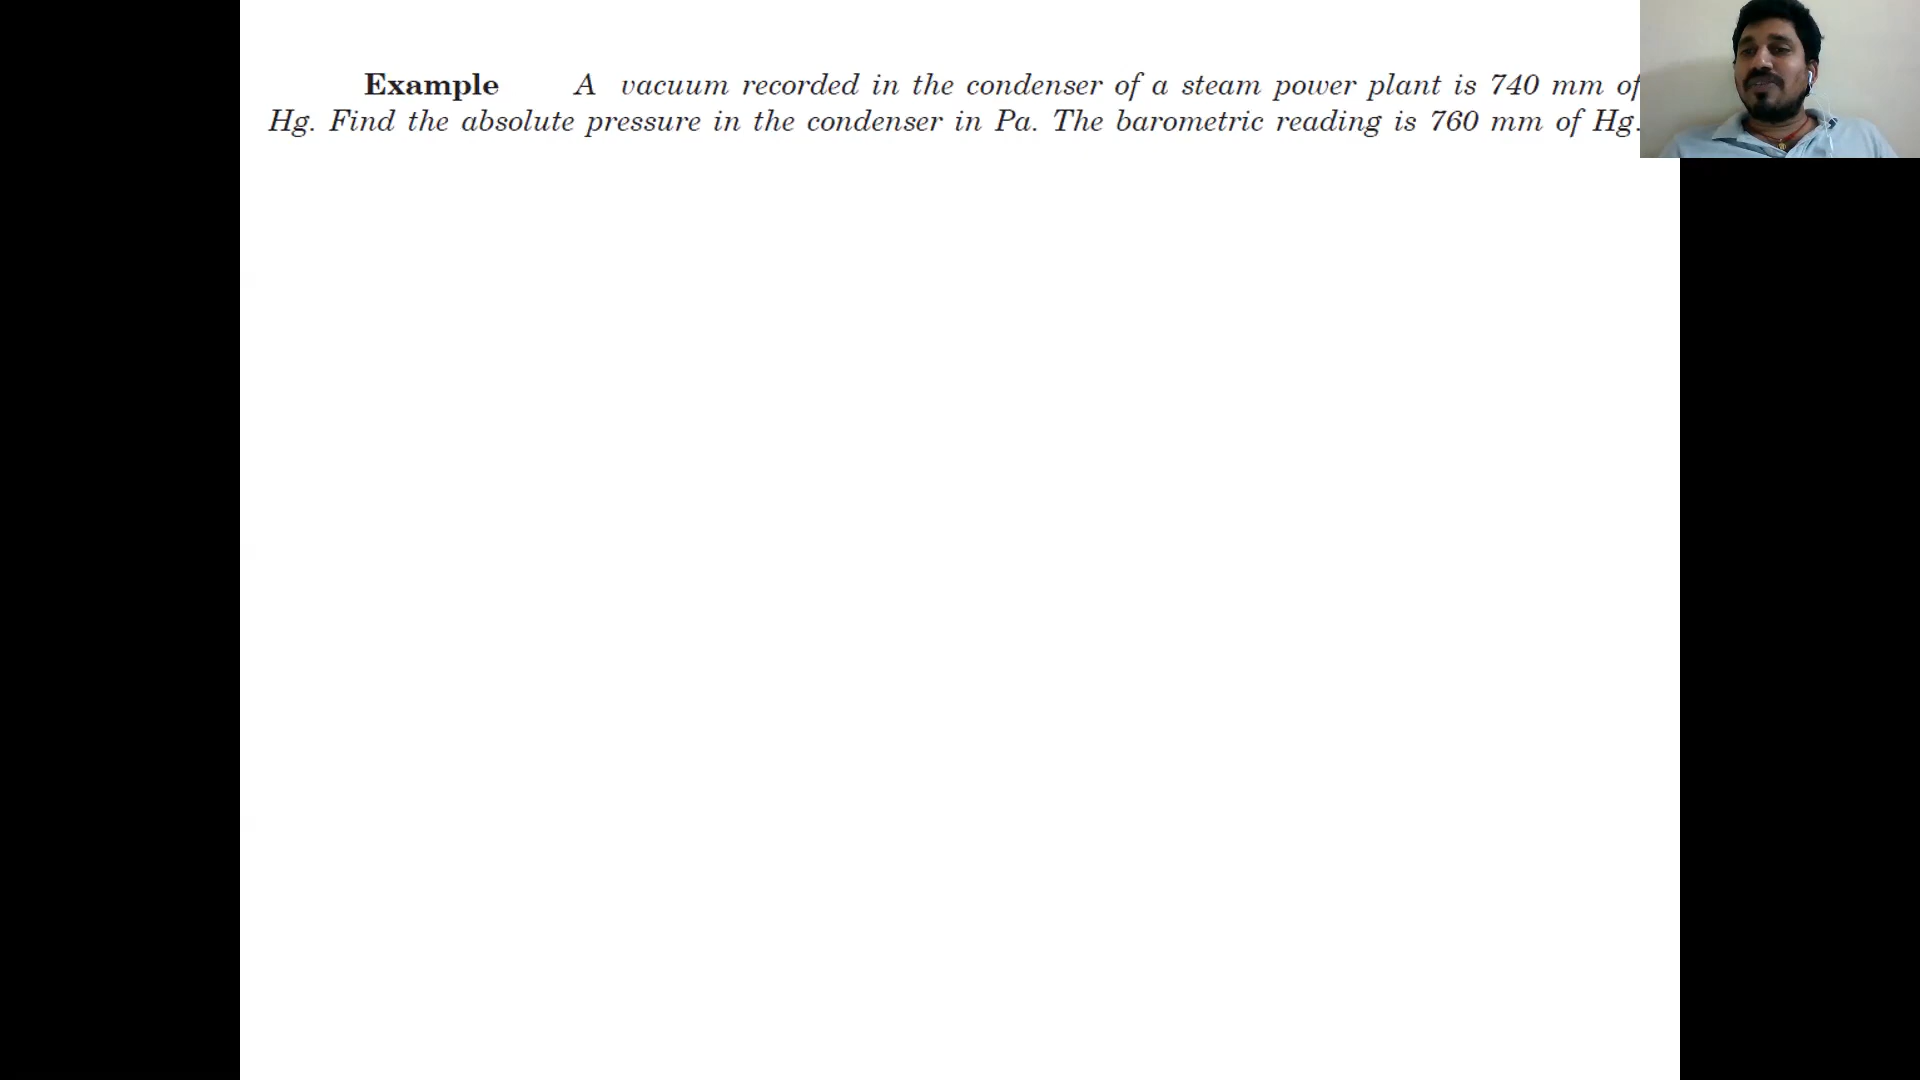 Example A vacuum recorded in the condenser of a steam power plant is 740 mm of
Hg. Find the absolute pressure in the condenser in Pa. The barometric reading is 760 mm of Hg.